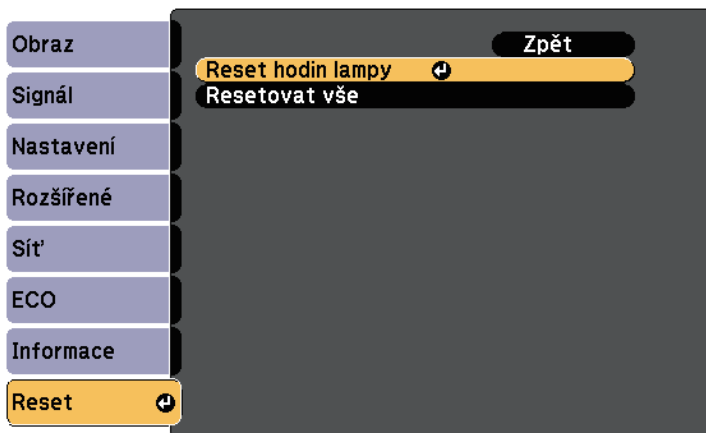 Obraz
Signál
Nastavení
Rozšířené
Síť
ECO
Informace
Reset
Zpět
Reset hodin lampy
Resetovat vše